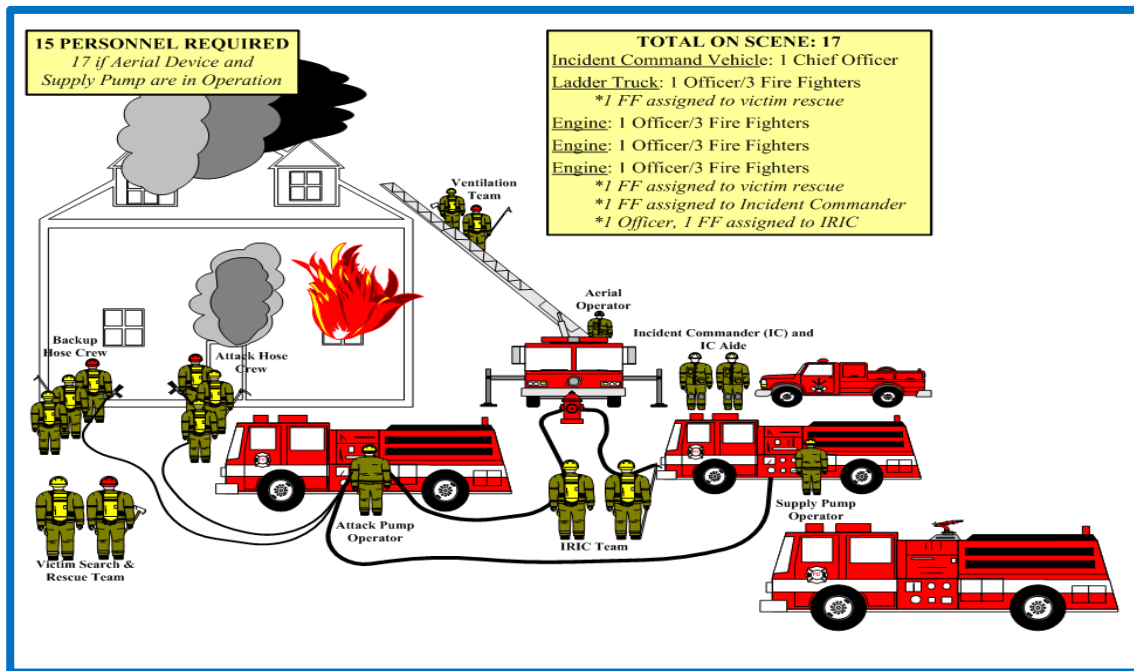 15 PERSONNEL REQUIRED
17 if Aerial Device and
Supply Pump are in Operation
TOTAL ON SCENE: 17
Incident Command Vehicle: 1 Chief Officer
Ladder Truck: 1 Officer/3 Fire Fighters
*1 FF assigned to victim rescue
Engine: 1 Officer/3 Fire Fighters
Engine: 1 Officer/3 Fire Fighters
Engine: 1 Officer/3 Fire Fighters
*1 FF assigned to victim rescue
*1 FF assigned to Incident Commander
*1 Officer, 1 FF assigned to IRIC
Ventilation
Team
Aerial
Operator
Incident Commander (IC) and
IC Aide
Backup
Hose Crew
Attack Hose
Crew
Attack Pump
Operator
IRIC Team
Supply Pump
Operator
Victim Search &
Rescue Team